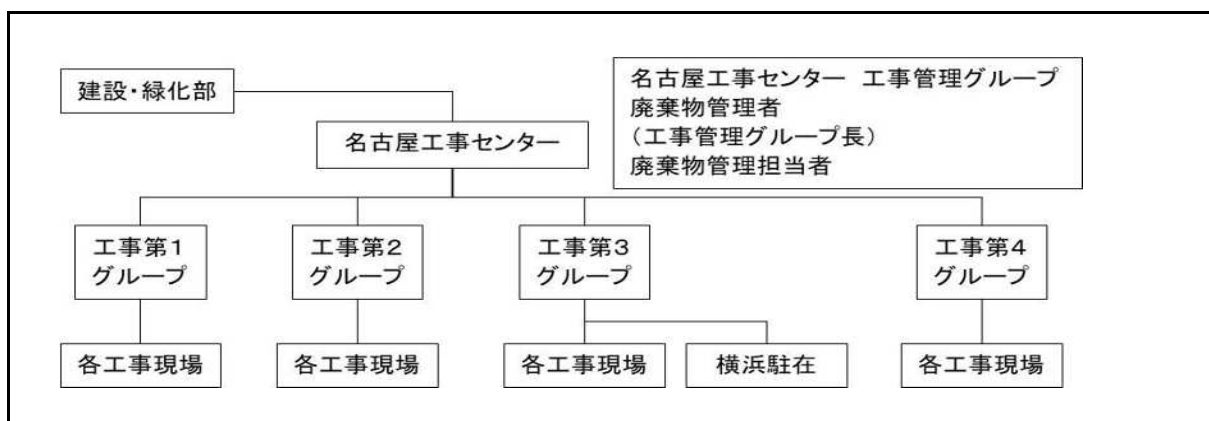 建設・緑化部
名古屋工事センター
名古屋工事センター 工事管理グループ
廃棄物管理者
（工事管理グループ長）
廃棄物管理担当者
工事第１
グループ
工事第２
グループ
工事第３
グループ
工事第４
グループ
各工事現場
各工事現場
各工事現場
横浜駐在
各工事現場